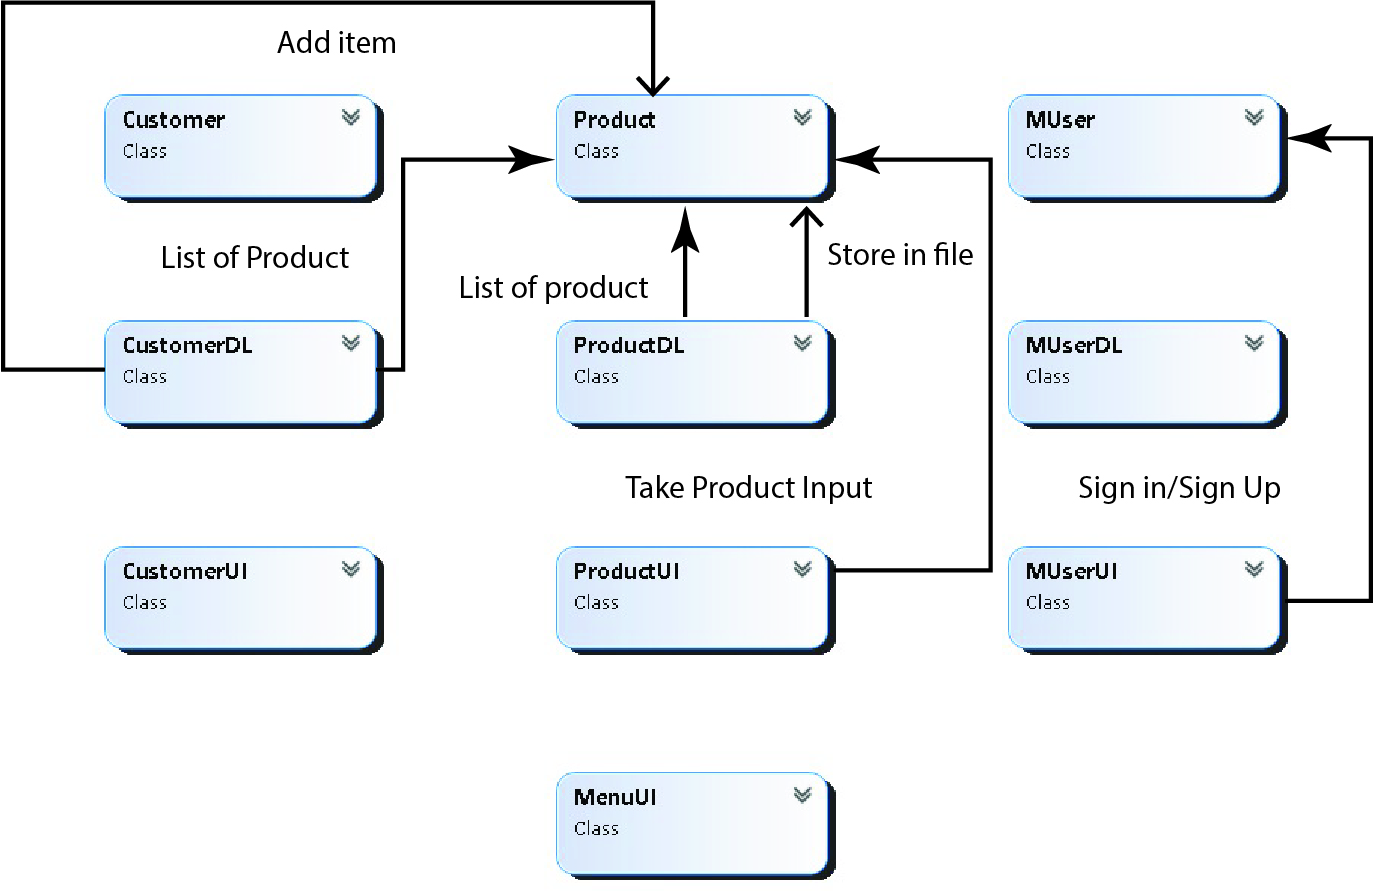 Add item
Customer
Class
Product
Class
MUser
Class
List of Product
List of product
Store in file
CustomerDL
Class
ProductDL
Class
MUserDL
Class
Take Product Input
Sign in/Sign Up
CustomerUI
Class
ProductUI
Class
MUserUI
Class
MenuUI
Class